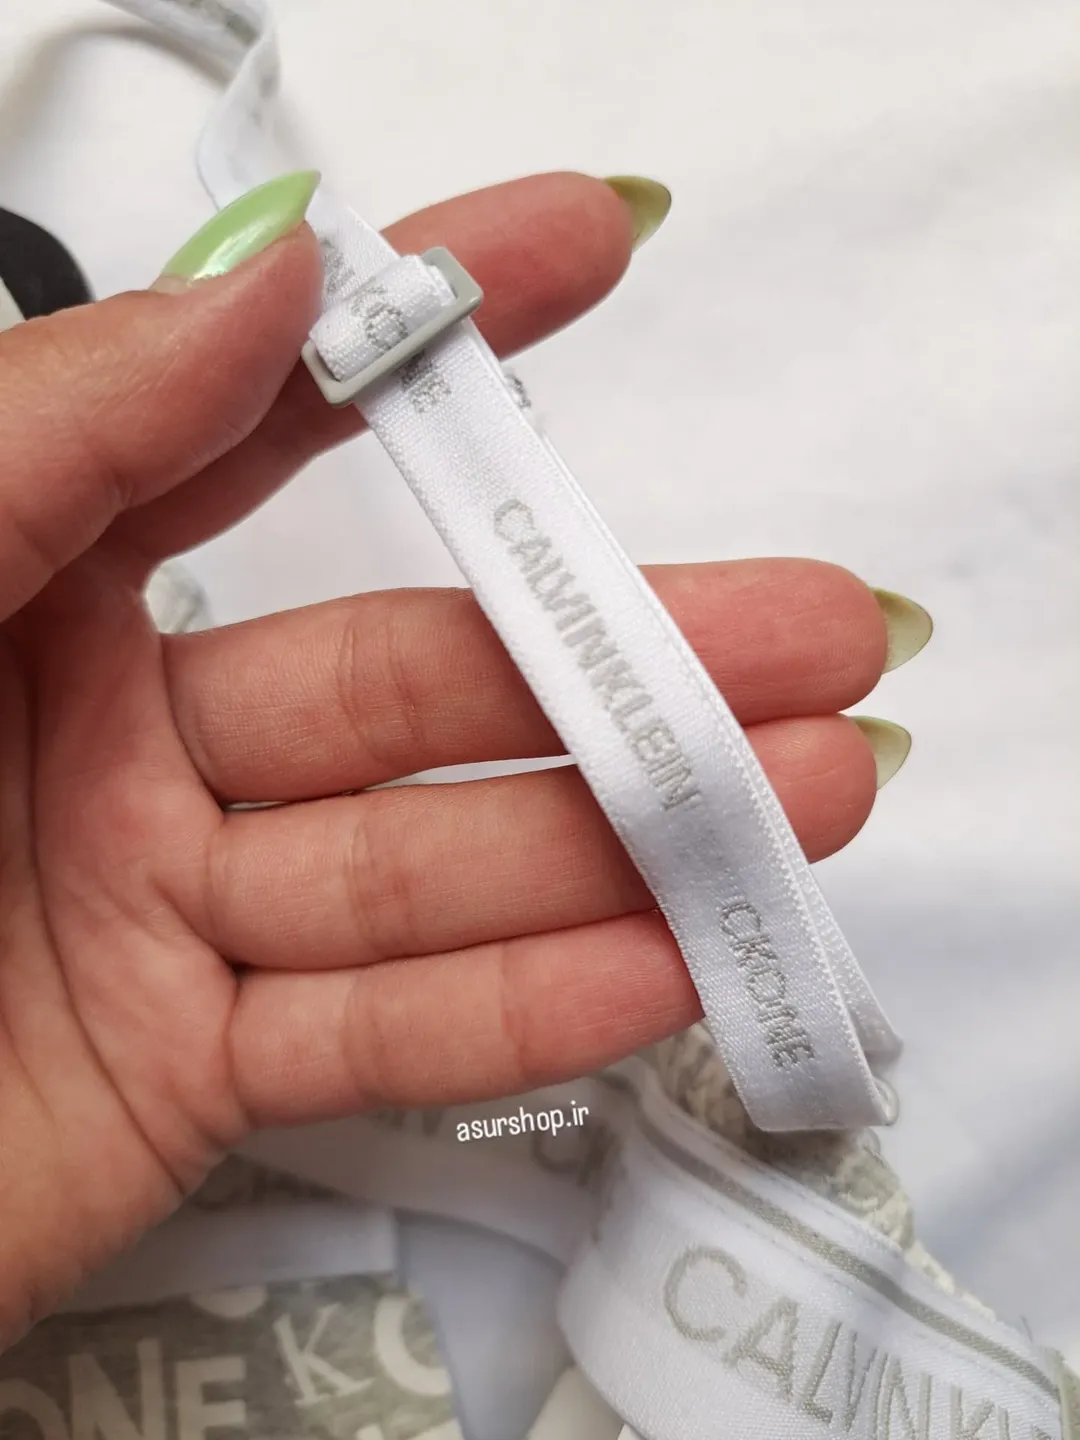 CALVIN KLEIN
CK ONE
asurshop.ir
CALVIN K
ONE
K